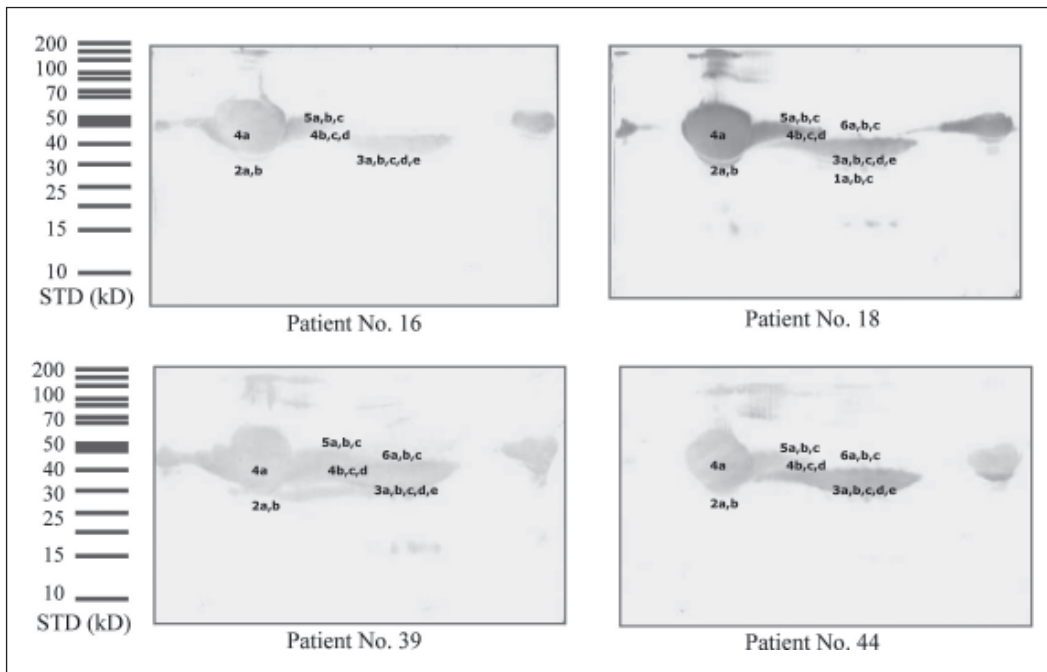 200
100
70
50
40
30
25
15
10
STD (kD)
5a,b,c
4a
4b,c,d
3a,b,c,d,e
2a,b
Patient No. 16
5a,b,c
6a,b,c
4a
4b,c,d
3a,b,c,d,e
2a,b
1a,b,c
Patient No. 18
200
100
70
50
40
30
25
15
10
STD (kD)
5a,b,c
6a,b,c
4a
4b,c,d
3a,b,c,d,e
2a,b
Patient No. 39
5a,b,c
6a,b,c
4a
4b,c,d
3a,b,c,d,e
2a,b
Patient No. 44